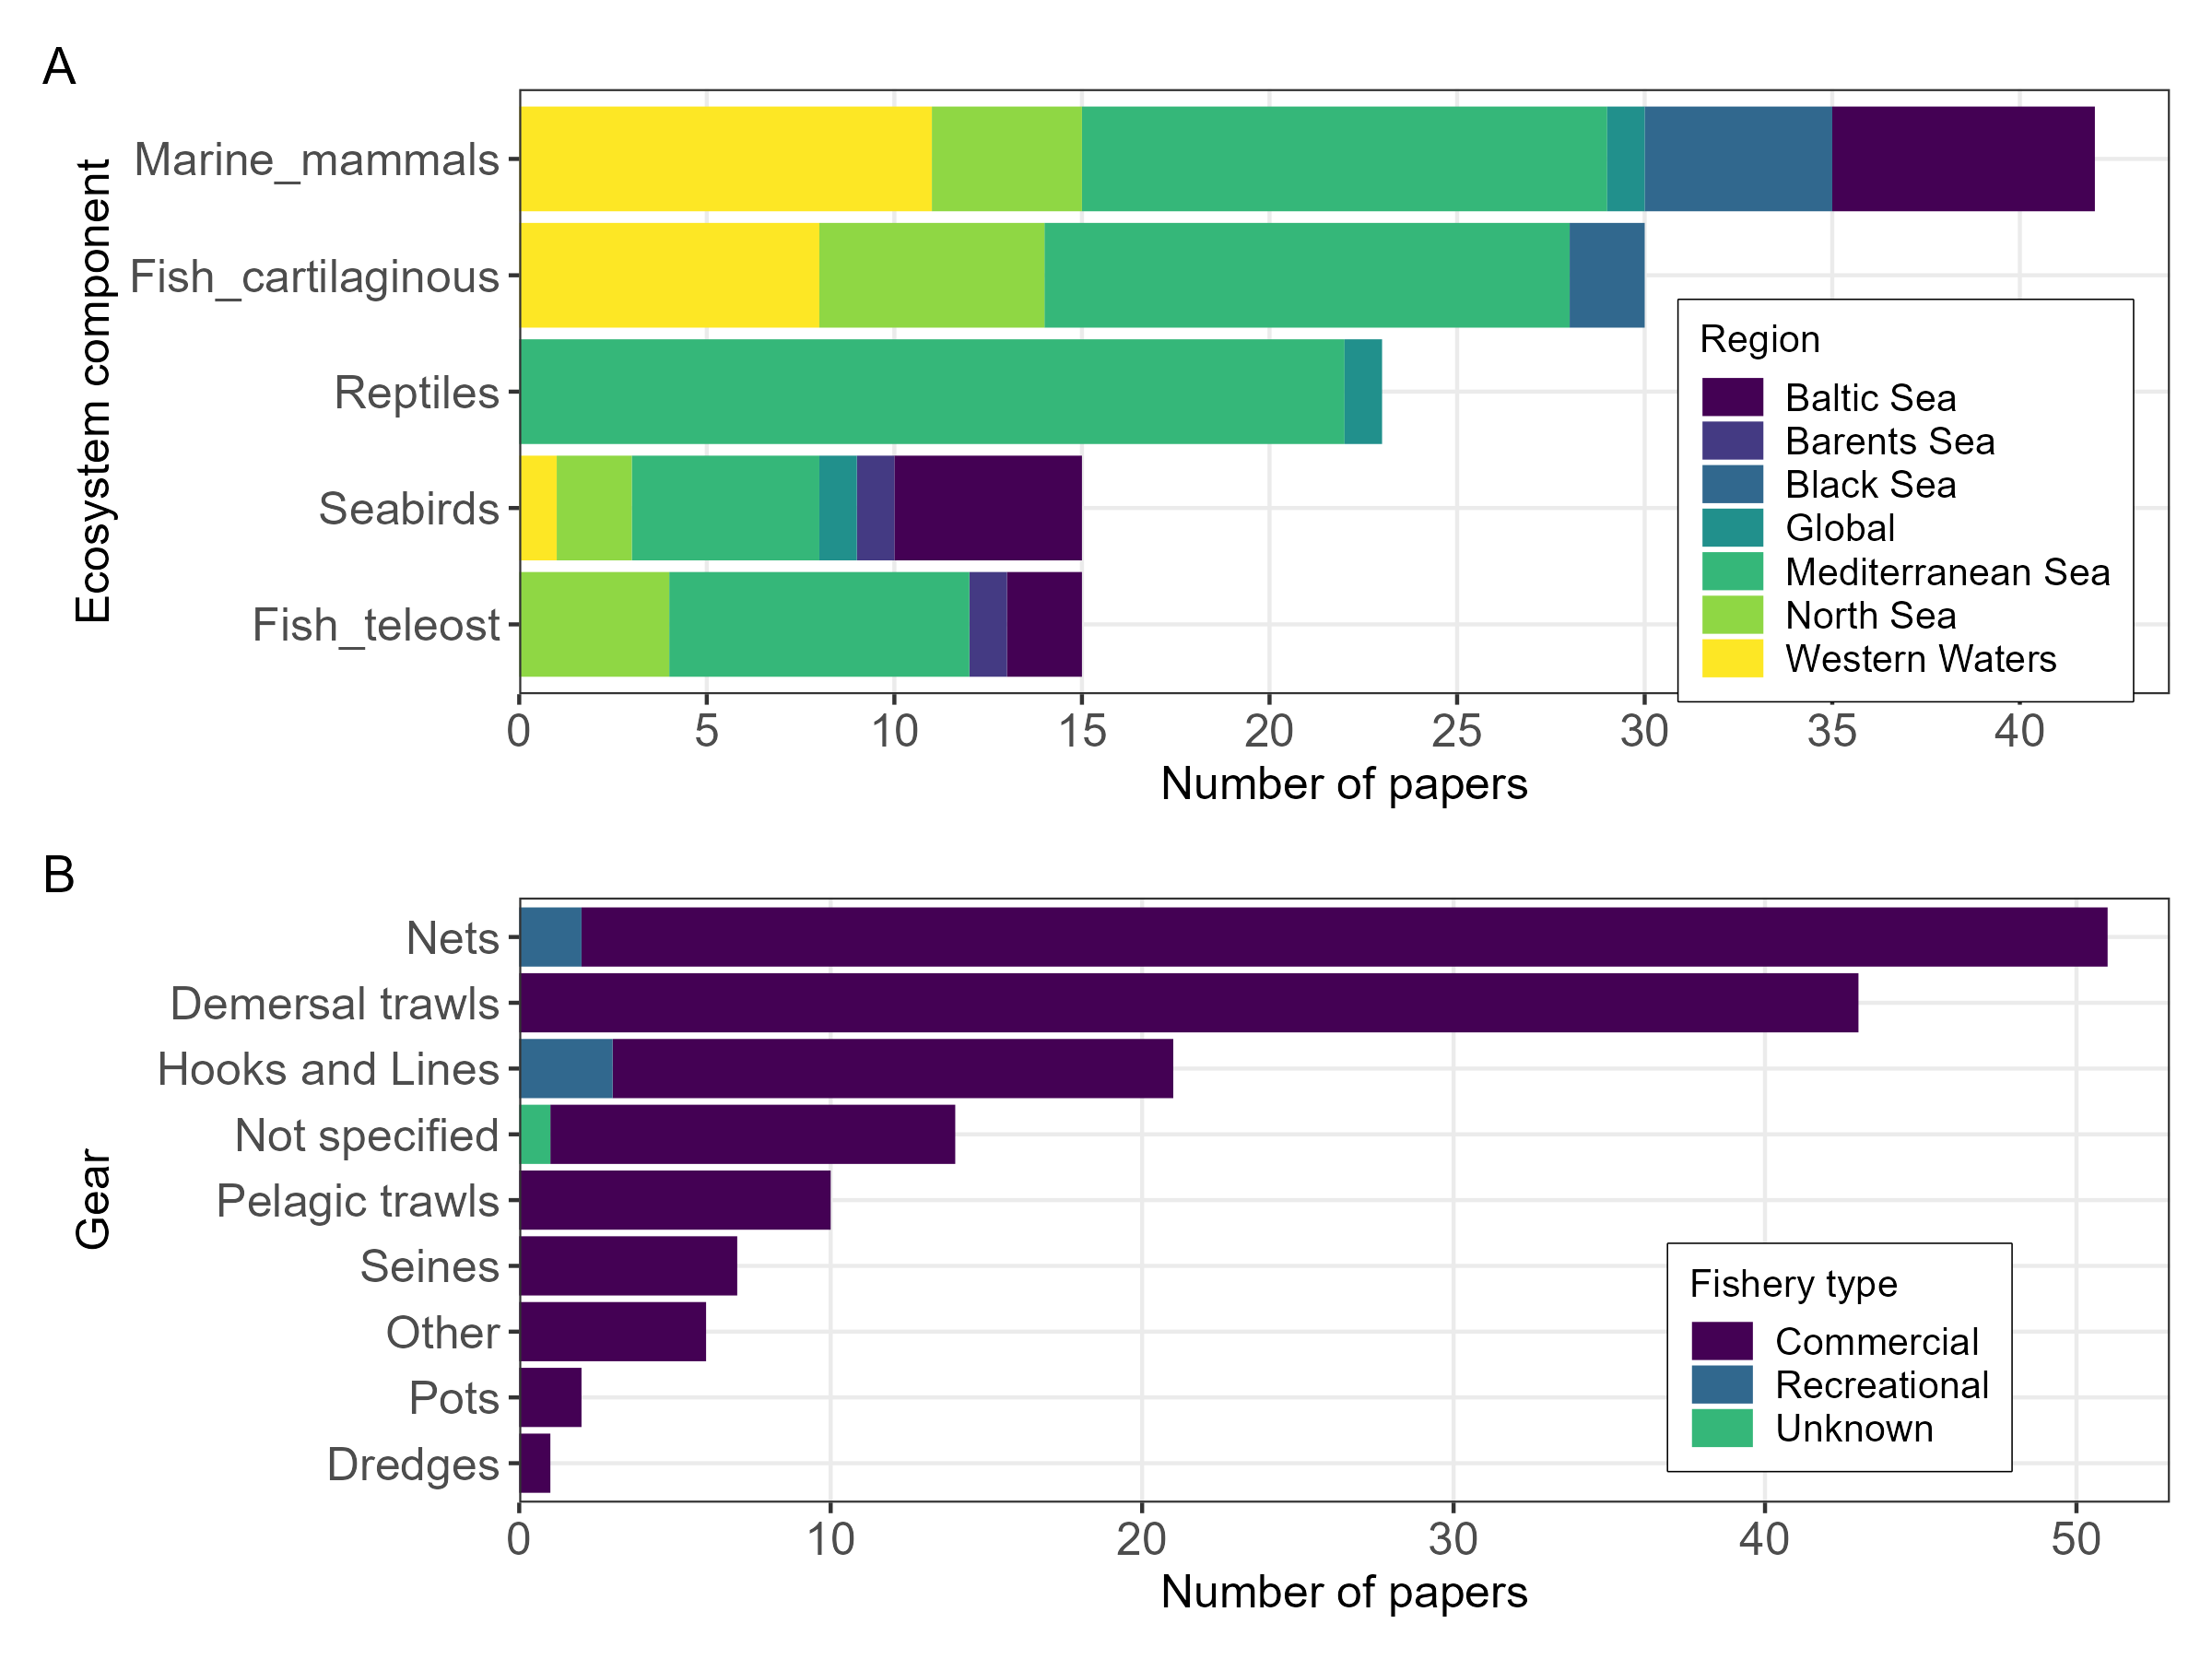 A
Ecosystem component
Marine_mammals
Fish_cartilaginous
Reptiles
Seabirds
Fish_teleost
Region
Baltic Sea
Barents Sea
Black Sea
Global
Mediterranean Sea
North Sea
Western Waters
0 5 10 15 20 25 30 35 40
Number of papers
B
Gear
Nets
Demersal trawls
Hooks and Lines
Not specified
Pelagic trawls
Seines
Other
Pots
Dredges
Fishery type
Commercial
Recreational
Unknown
0 10 20 30 40 50
Number of papers